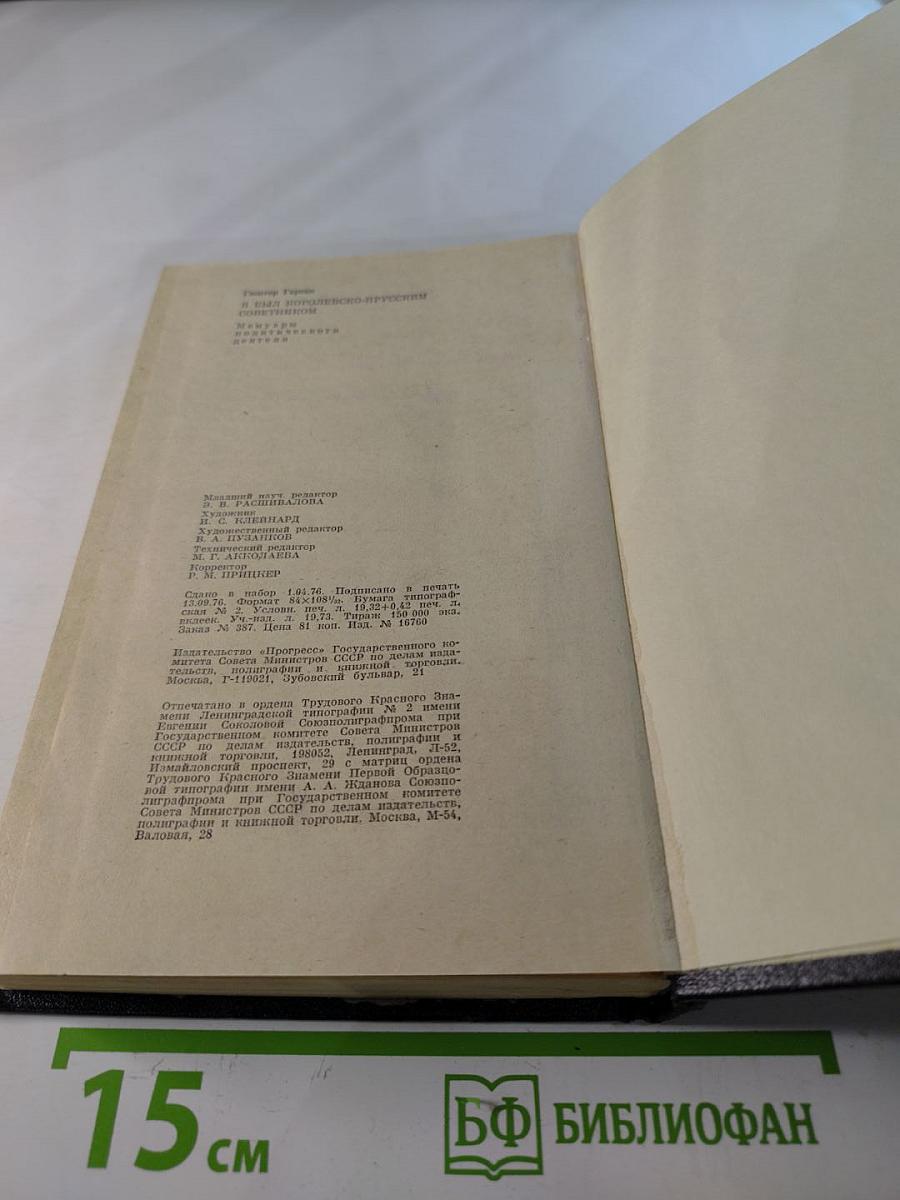 Гюнтер Гереке
Я БЫЛ КОРОЛЕВСКО-ПРУССКИМ
СОВЕТНИКОМ
Мемуары
политического
деятеля
Младший науч. редактор
Э. В. РАСШИВАЛОВА
Художник
И. С. КЛЕЙНАРД
Художественный редактор
В. А. ПУЗАНКОВ
Технический редактор
М. Г. АККОЛАЕВА
Корректор
Р. М. ПРИЦКЕР
Сдано в набор 1.04.76. Подписано в печать
13.09.76. Формат 84×108¹/₃₂. Бумага типограф-
ская № 2. Условн. печ. л. 19,32+0,42 печ. л.
вклеек. Уч.-изд. л. 19,73. Тираж 150 000 экз.
Заказ № 387. Цена 81 коп. Изд. № 16760
Издательство «Прогресс» Государственного ко-
митета Совета Министров СССР по делам изда-
тельств, полиграфии и книжной торговли.
Москва, Г-119021, Зубовский бульвар, 21
Отпечатано в ордена Трудового Красного Зна-
мени Ленинградской типографии № 2 имени
Евгении Соколовой Союзполиграфпрома при
Государственном комитете Совета Министров
СССР по делам издательств, полиграфии и
книжной торговли, 198052, Ленинград, Л-52,
Измайловский проспект, 29 с матриц ордена
Трудового Красного Знамени Первой Образцо-
вой типографии имени А. А. Жданова Союзпо-
лиграфпрома при Государственном комитете
Совета Министров СССР по делам издательств,
полиграфии и книжной торговли. Москва, М-54,
Валовая, 28
15 см
БФ БИБЛИОФАН